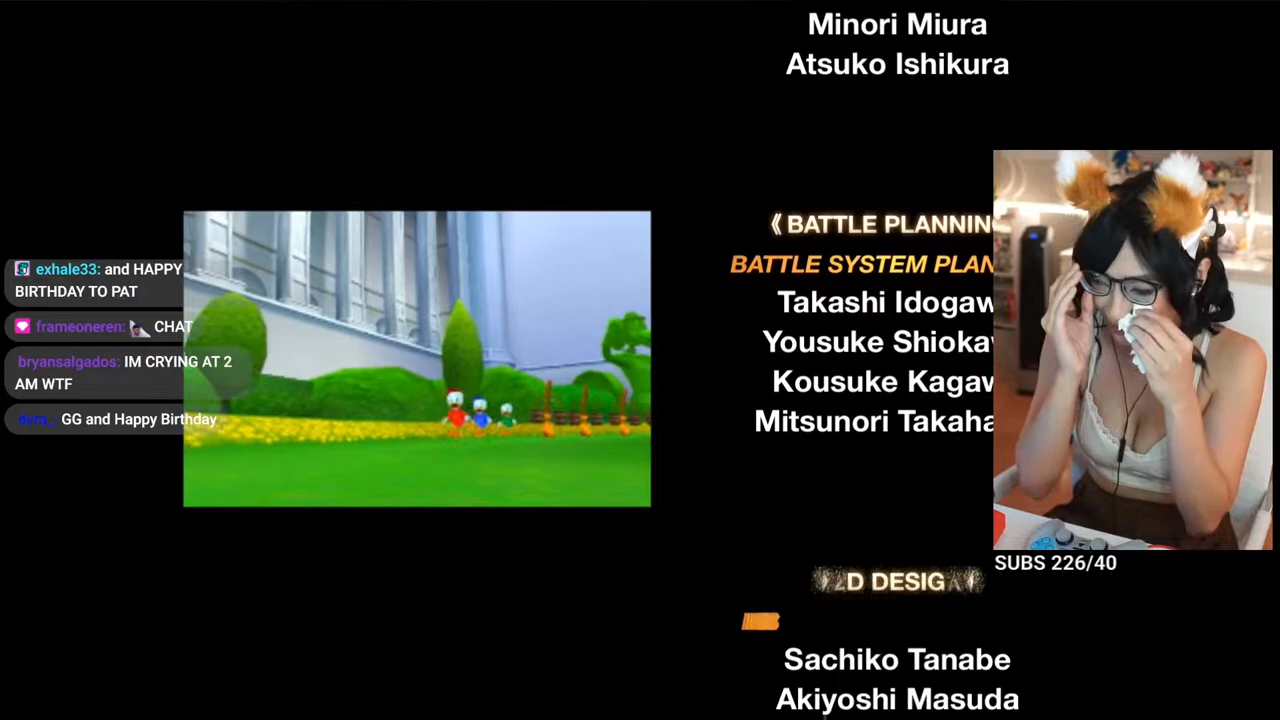 Minori Miura
Atsuko Ishikura
《 BATTLE PLANNING
BATTLE SYSTEM PLAN
Takashi Idogaw
Yousuke Shioka
Kousuke Kagaw
Mitsunori Takaha
exhale33: and HAPPY
BIRTHDAY TO PAT
frameoneren: CHAT
bryansalgados: IM CRYING AT 2
AM WTF
GG and Happy Birthday
SUBS 226/40
D DESIG
Sachiko Tanabe
Akiyoshi Masuda